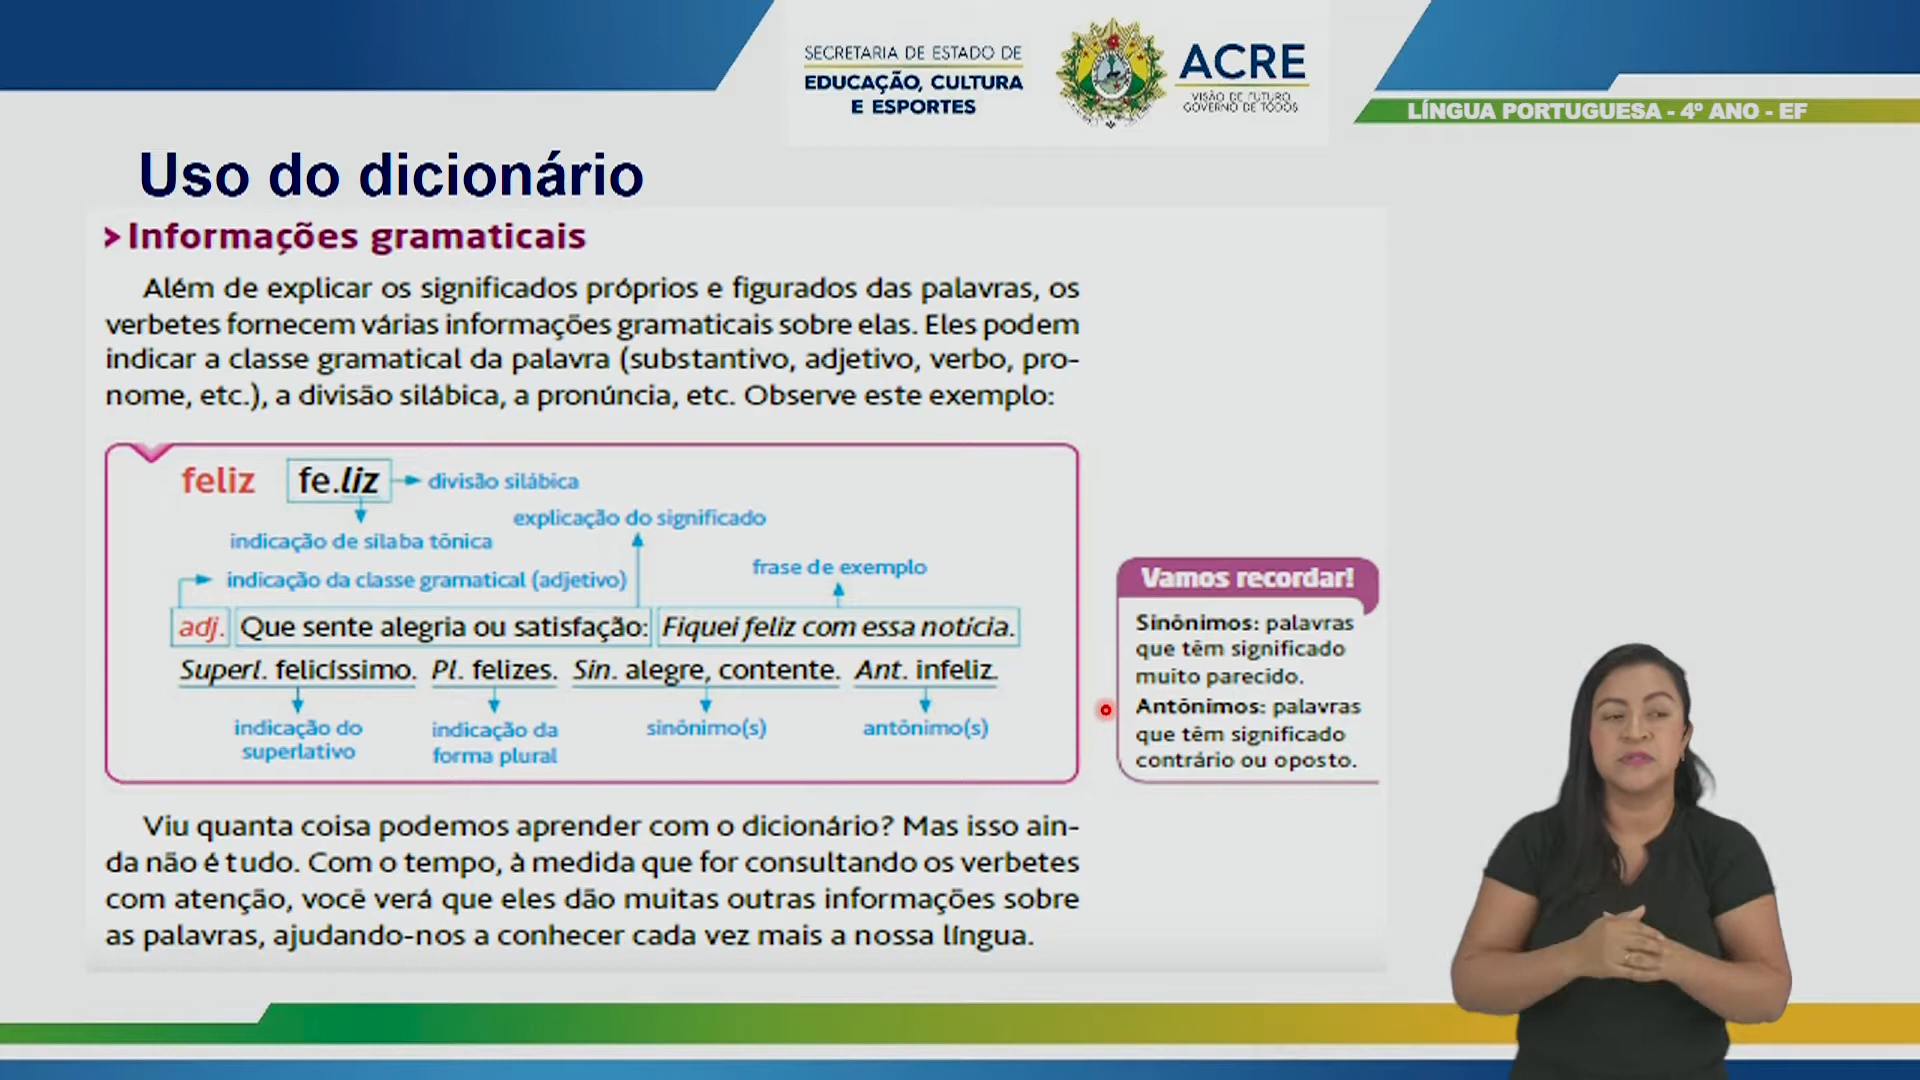 SECRETARIA DE ESTADO DE
EDUCAÇÃO, CULTURA
E ESPORTES
ACRE
VISÃO DE FUTURO,
GOVERNO DE TODOS
LÍNGUA PORTUGUESA - 4º ANO - EF
Uso do dicionário
> Informações gramaticais
Além de explicar os significados próprios e figurados das palavras, os
verbetes fornecem várias informações gramaticais sobre elas. Eles podem
indicar a classe gramatical da palavra (substantivo, adjetivo, verbo, pro-
nome, etc.), a divisão silábica, a pronúncia, etc. Observe este exemplo:
feliz fe.liz divisão silábica
explicação do significado
indicação de sílaba tônica
frase de exemplo
indicação da classe gramatical (adjetivo)
adj. Que sente alegria ou satisfação: Fiquei feliz com essa notícia.
Superl. felicíssimo. Pl. felizes. Sin. alegre, contente. Ant. infeliz.
indicação do
superlativo
indicação da
forma plural
sinônimo(s)
antônimo(s)
Vamos recordar!
Sinônimos: palavras
que têm significado
muito parecido.
Antônimos: palavras
que têm significado
contrário ou oposto.
Viu quanta coisa podemos aprender com o dicionário? Mas isso ain-
da não é tudo. Com o tempo, à medida que for consultando os verbetes
com atenção, você verá que eles dão muitas outras informações sobre
as palavras, ajudando-nos a conhecer cada vez mais a nossa língua.